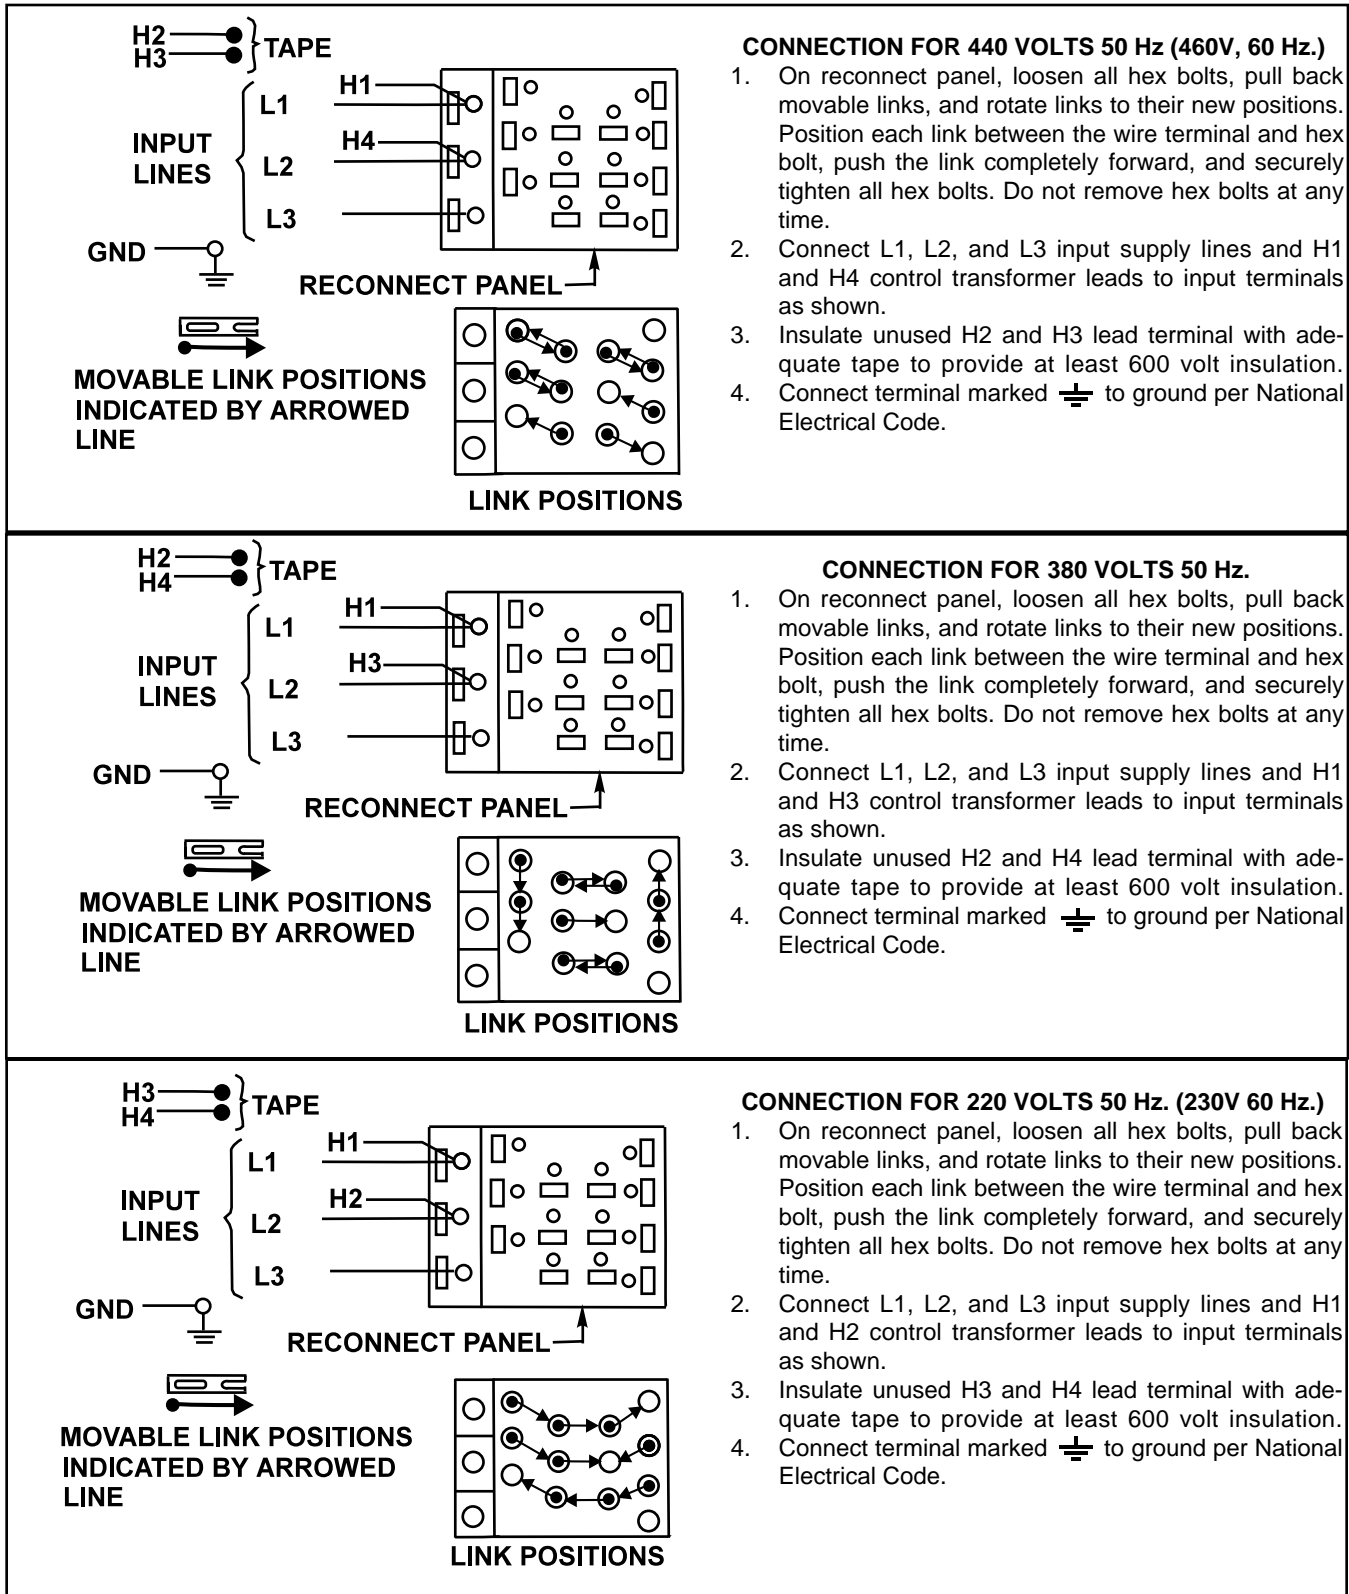 H2
H3
TAPE
H1
L1
INPUT
LINES
H4
L2
L3
GND
RECONNECT PANEL
MOVABLE LINK POSITIONS
INDICATED BY ARROWED
LINE
LINK POSITIONS
CONNECTION FOR 440 VOLTS 50 Hz (460V, 60 Hz.)
1. On reconnect panel, loosen all hex bolts, pull back
movable links, and rotate links to their new positions.
Position each link between the wire terminal and hex
bolt, push the link completely forward, and securely
tighten all hex bolts. Do not remove hex bolts at any
time.
2. Connect L1, L2, and L3 input supply lines and H1
and H4 control transformer leads to input terminals
as shown.
3. Insulate unused H2 and H3 lead terminal with ade-
quate tape to provide at least 600 volt insulation.
4. Connect terminal marked to ground per National
Electrical Code.
H2
H4
TAPE
H1
L1
INPUT
LINES
H3
L2
L3
GND
RECONNECT PANEL
MOVABLE LINK POSITIONS
INDICATED BY ARROWED
LINE
LINK POSITIONS
CONNECTION FOR 380 VOLTS 50 Hz.
1. On reconnect panel, loosen all hex bolts, pull back
movable links, and rotate links to their new positions.
Position each link between the wire terminal and hex
bolt, push the link completely forward, and securely
tighten all hex bolts. Do not remove hex bolts at any
time.
2. Connect L1, L2, and L3 input supply lines and H1
and H3 control transformer leads to input terminals
as shown.
3. Insulate unused H2 and H4 lead terminal with ade-
quate tape to provide at least 600 volt insulation.
4. Connect terminal marked to ground per National
Electrical Code.
H3
H4
TAPE
H1
L1
INPUT
LINES
H2
L2
L3
GND
RECONNECT PANEL
MOVABLE LINK POSITIONS
INDICATED BY ARROWED
LINE
LINK POSITIONS
CONNECTION FOR 220 VOLTS 50 Hz. (230V 60 Hz.)
1. On reconnect panel, loosen all hex bolts, pull back
movable links, and rotate links to their new positions.
Position each link between the wire terminal and hex
bolt, push the link completely forward, and securely
tighten all hex bolts. Do not remove hex bolts at any
time.
2. Connect L1, L2, and L3 input supply lines and H1
and H2 control transformer leads to input terminals
as shown.
3. Insulate unused H3 and H4 lead terminal with ade-
quate tape to provide at least 600 volt insulation.
4. Connect terminal marked to ground per National
Electrical Code.